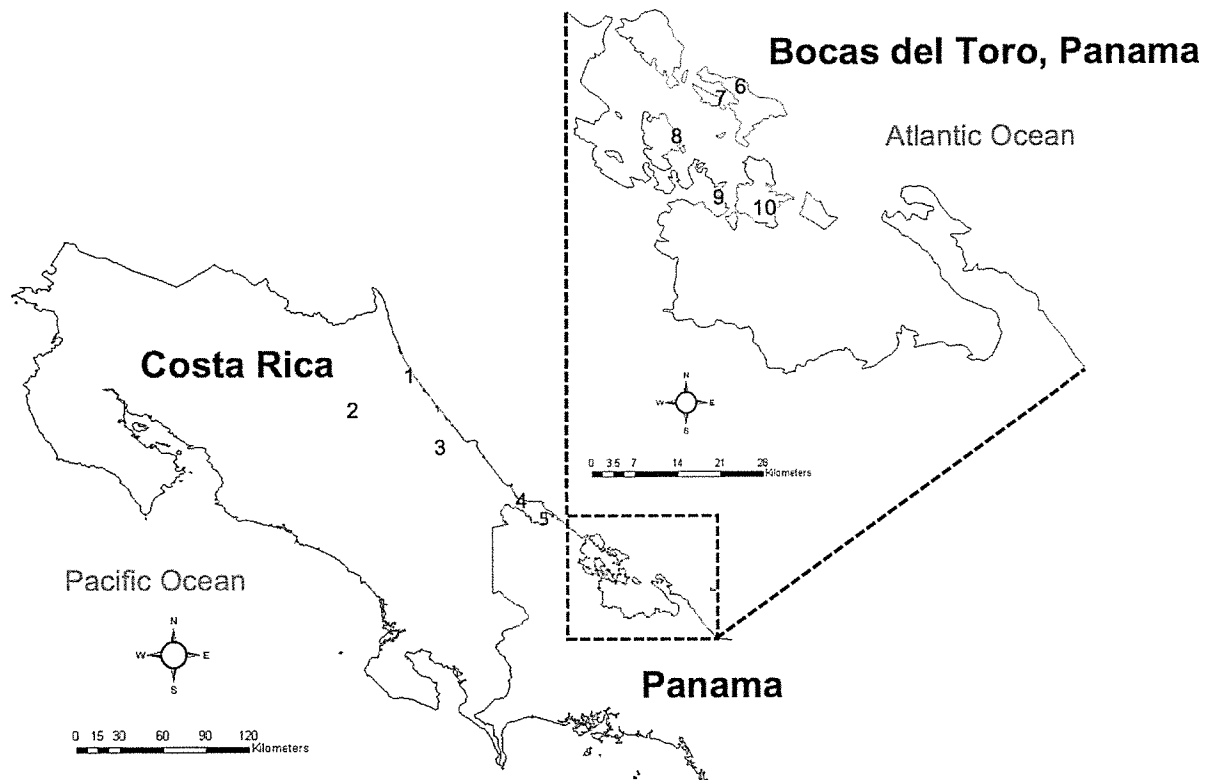 Bocas del Toro, Panama
Atlantic Ocean
6
7
8
9
10
N
W E
S
0 3.5 7 14 21 28
Kilometers
Costa Rica
1
2
3
4
5
Pacific Ocean
N
W E
S
Panama
0 15 30 60 90 120
Kilometers